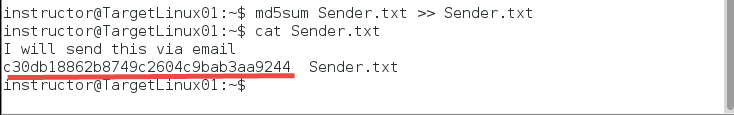 instructor@TargetLinux01:~$ md5sum Sender.txt >> Sender.txt
instructor@TargetLinux01:~$ cat Sender.txt
I will send this via email
c30db18862b8749c2604c9bab3aa9244  Sender.txt
instructor@TargetLinux01:~$